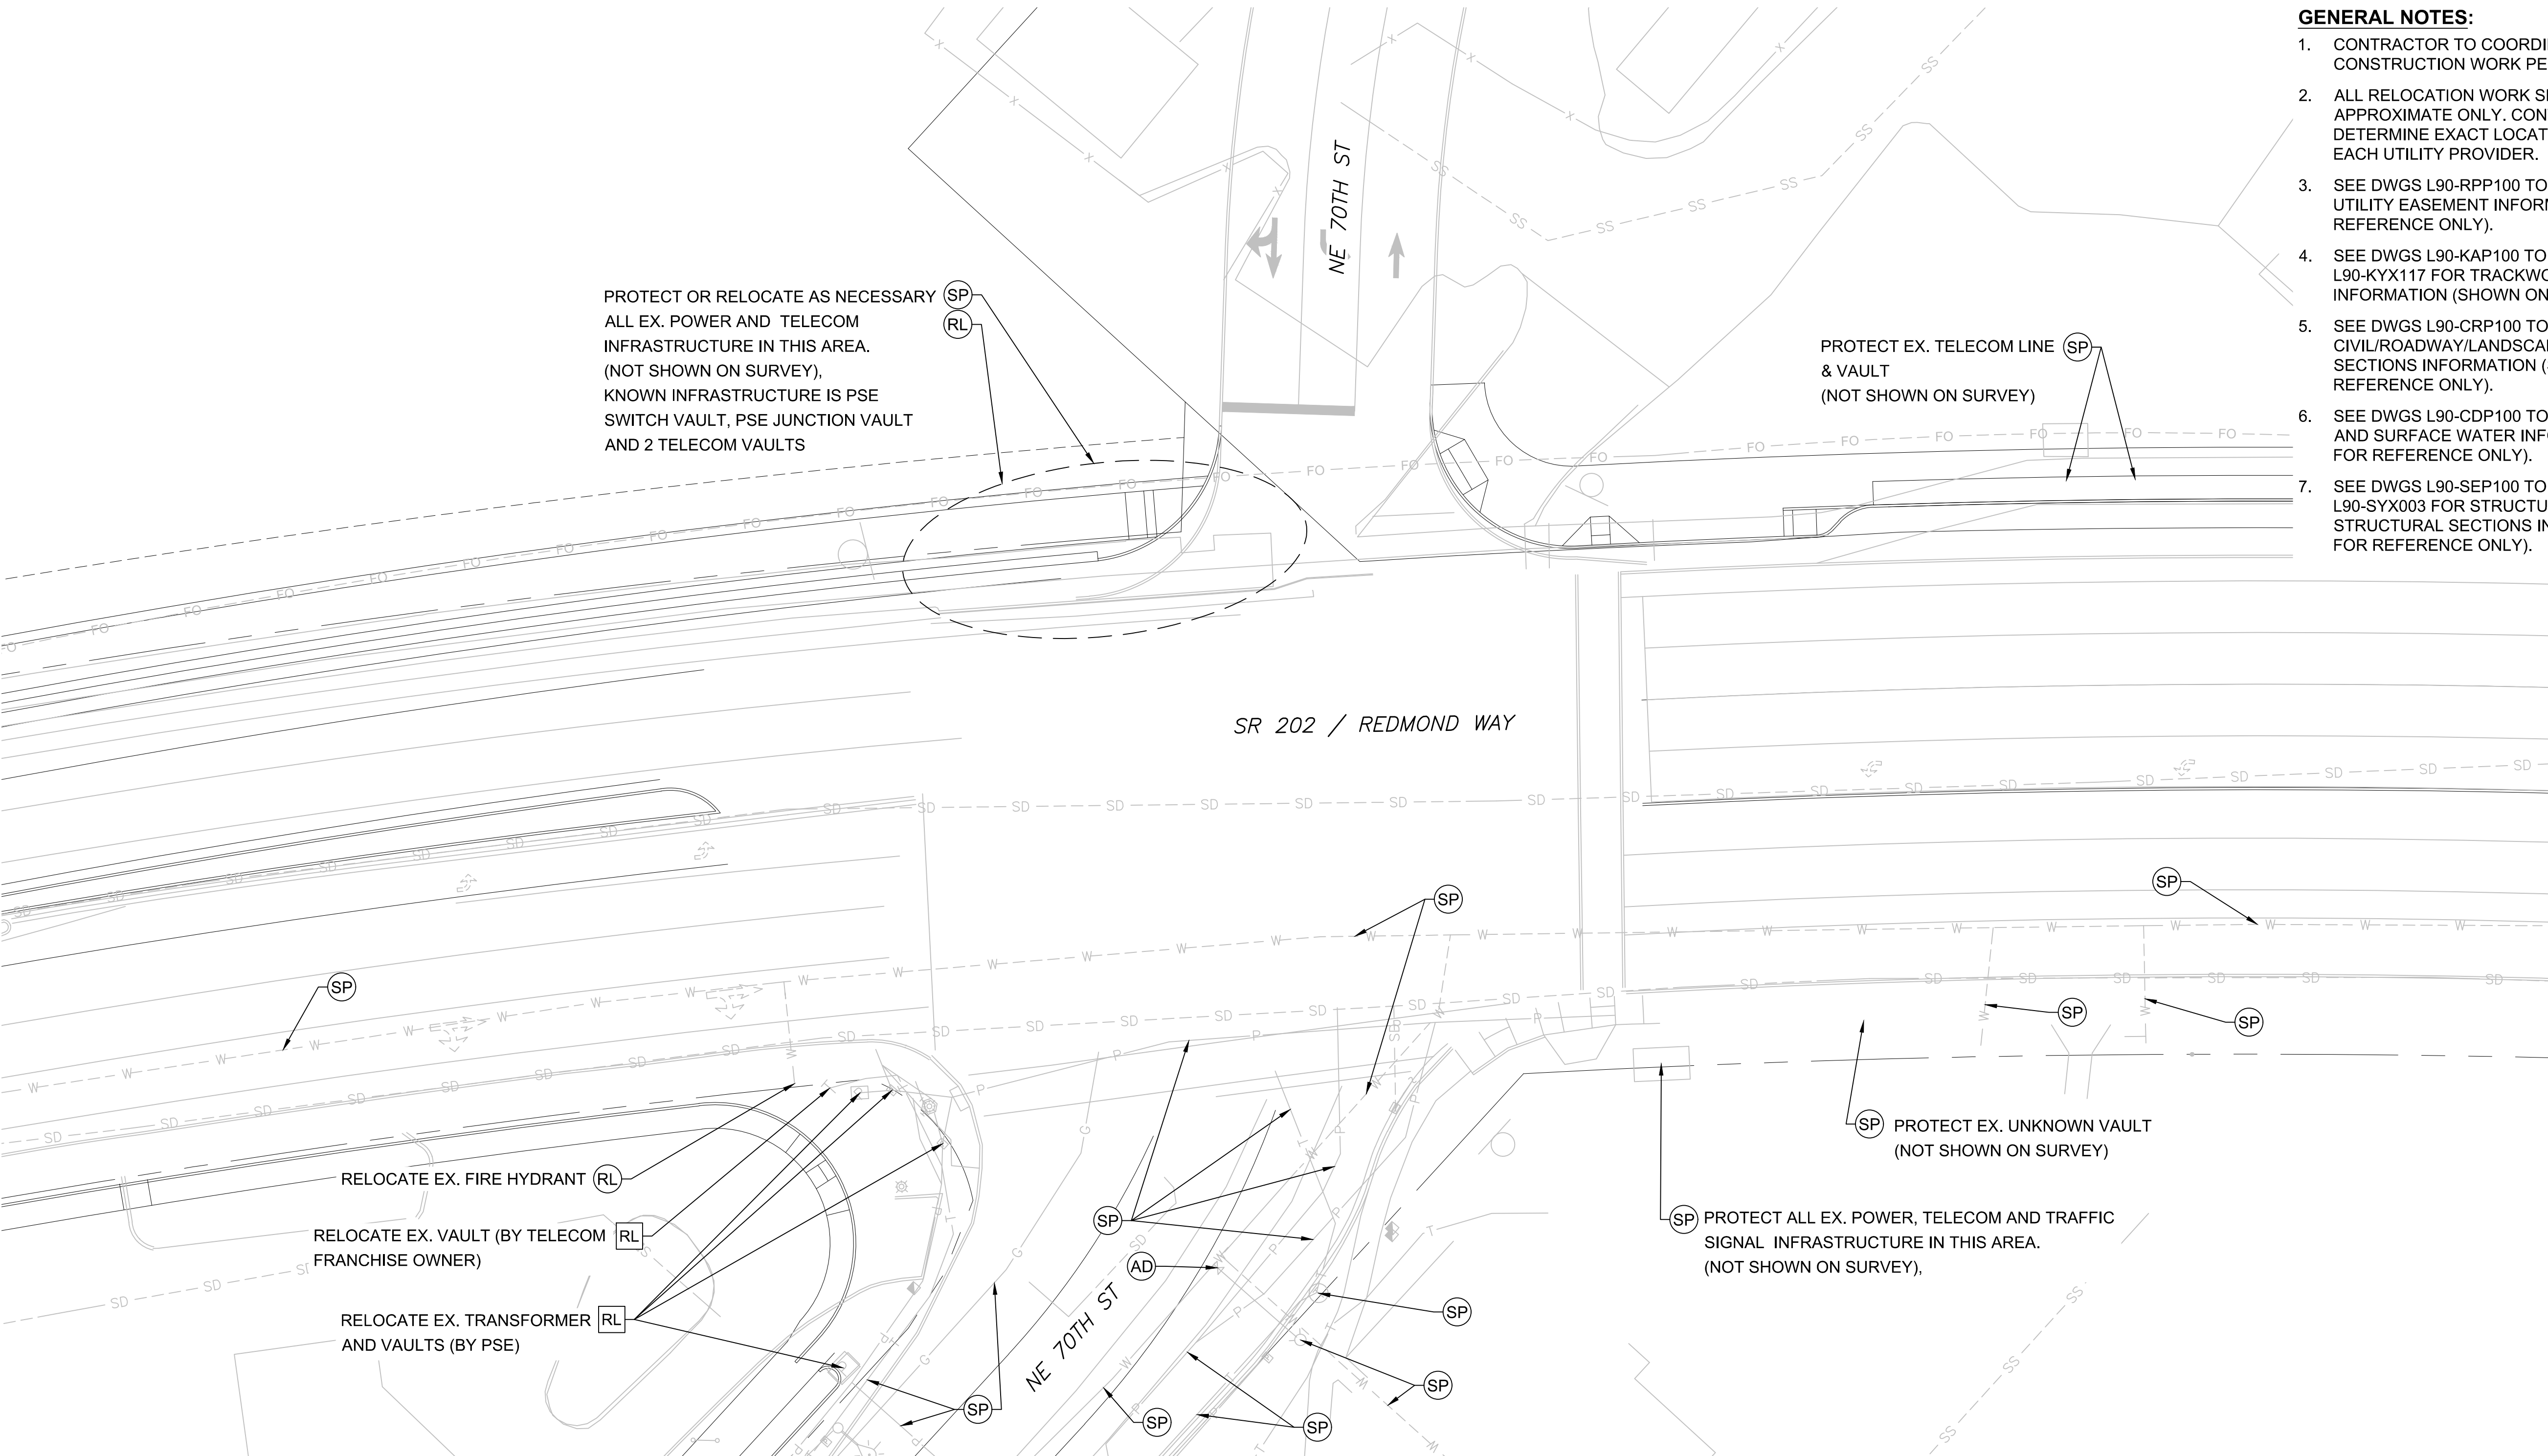 GENERAL NOTES:
1. CONTRACTOR TO COORDI
CONSTRUCTION WORK PE
2. ALL RELOCATION WORK S
APPROXIMATE ONLY. CON
DETERMINE EXACT LOCAT
EACH UTILITY PROVIDER.
3. SEE DWGS L90-RPP100 TO
UTILITY EASEMENT INFOR
REFERENCE ONLY).
4. SEE DWGS L90-KAP100 TO
L90-KYX117 FOR TRACKWO
INFORMATION (SHOWN ON
5. SEE DWGS L90-CRP100 TO
CIVIL/ROADWAY/LANDSCA
SECTIONS INFORMATION (
REFERENCE ONLY).
6. SEE DWGS L90-CDP100 TO
AND SURFACE WATER INF
FOR REFERENCE ONLY).
7. SEE DWGS L90-SEP100 TO
L90-SYX003 FOR STRUCTU
STRUCTURAL SECTIONS IN
FOR REFERENCE ONLY).
NE 70TH ST
PROTECT OR RELOCATE AS NECESSARY SP
ALL EX. POWER AND TELECOM RL
INFRASTRUCTURE IN THIS AREA.
(NOT SHOWN ON SURVEY),
KNOWN INFRASTRUCTURE IS PSE
SWITCH VAULT, PSE JUNCTION VAULT
AND 2 TELECOM VAULTS
PROTECT EX. TELECOM LINE SP
& VAULT
(NOT SHOWN ON SURVEY)
SR 202 / REDMOND WAY
SP
SP
SP
SP
SP
SP PROTECT EX. UNKNOWN VAULT
(NOT SHOWN ON SURVEY)
RELOCATE EX. FIRE HYDRANT RL
RELOCATE EX. VAULT (BY TELECOM RL
FRANCHISE OWNER)
SP
SP PROTECT ALL EX. POWER, TELECOM AND TRAFFIC
SIGNAL INFRASTRUCTURE IN THIS AREA.
(NOT SHOWN ON SURVEY),
AD
RELOCATE EX. TRANSFORMER RL
AND VAULTS (BY PSE)
NE 70TH ST
SP
SP
SP
SP
SP